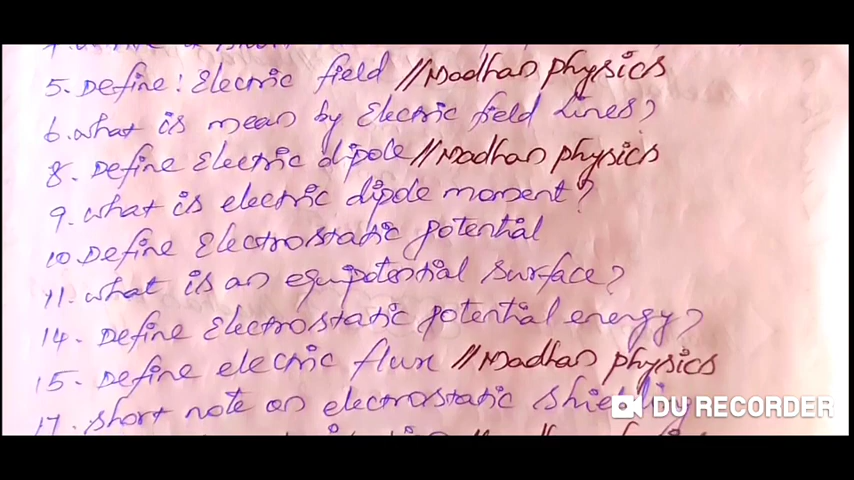 5. Define: Electric field //Madhan physics
6. what is mean by Electric field Lines?
8. Define Electric dipole //Madhan physics
9. what is electric dipole moment?
10. Define Electrostatic potential
11. what is an equipotential surface?
14. Define Electrostatic potential energy?
15. Define electric flux //Madhan physics
17. short note on electrostatic shielding
DU RECORDER